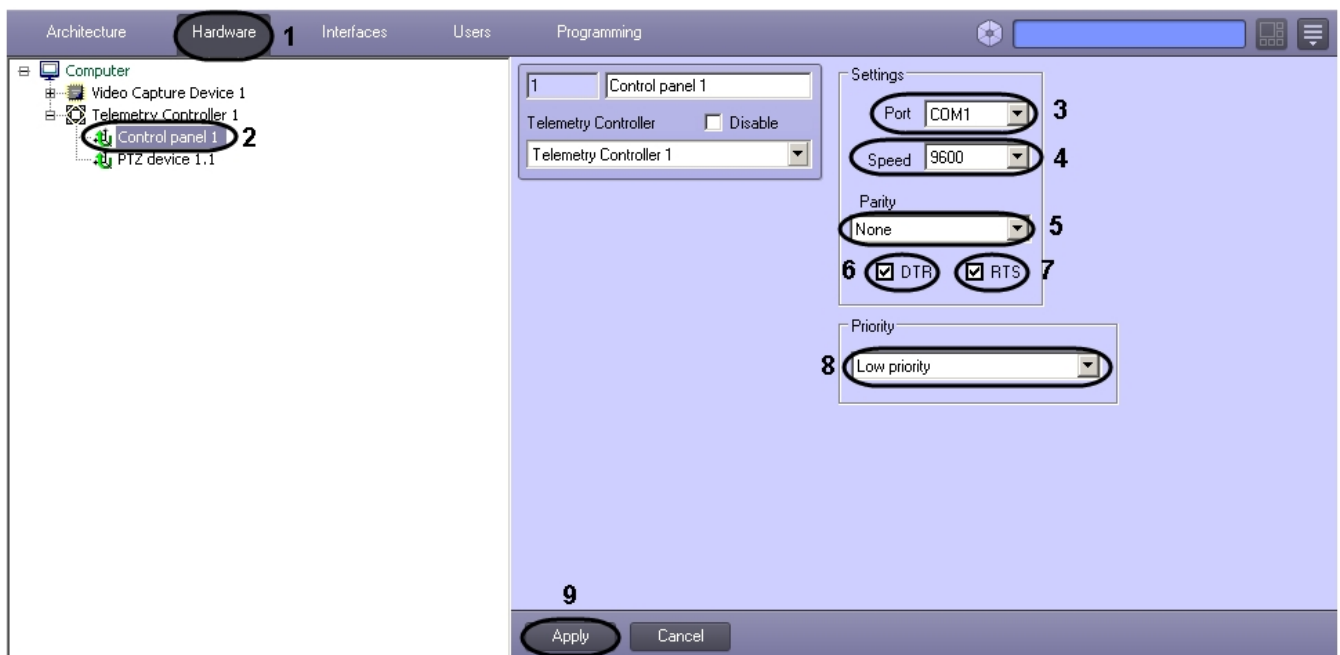 Architecture Hardware 1 Interfaces Users Programming
Computer
Video Capture Device 1
Telemetry Controller 1
Control panel 1 2
PTZ device 1.1
1 Control panel 1
Telemetry Controller Disable
Telemetry Controller 1
Settings
Port COM1 3
Speed 9600 4
Parity
None 5
6 DTR RTS 7
Priority
8 Low priority
9
Apply Cancel